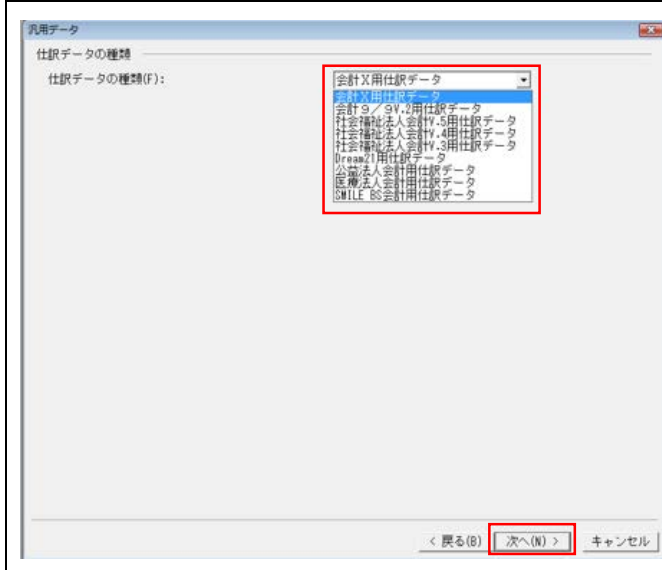 汎用データ
仕訳データの種類
仕訳データの種類(F):
会計X用仕訳データ
会計X用仕訳データ
会計9/9V.2用仕訳データ
社会福祉法人会計V.5用仕訳データ
社会福祉法人会計V.4用仕訳データ
社会福祉法人会計V.3用仕訳データ
Dream21用仕訳データ
公益法人会計用仕訳データ
医療法人会計用仕訳データ
SMILE BS会計用仕訳データ
< 戻る(B) 次へ(N) > キャンセル